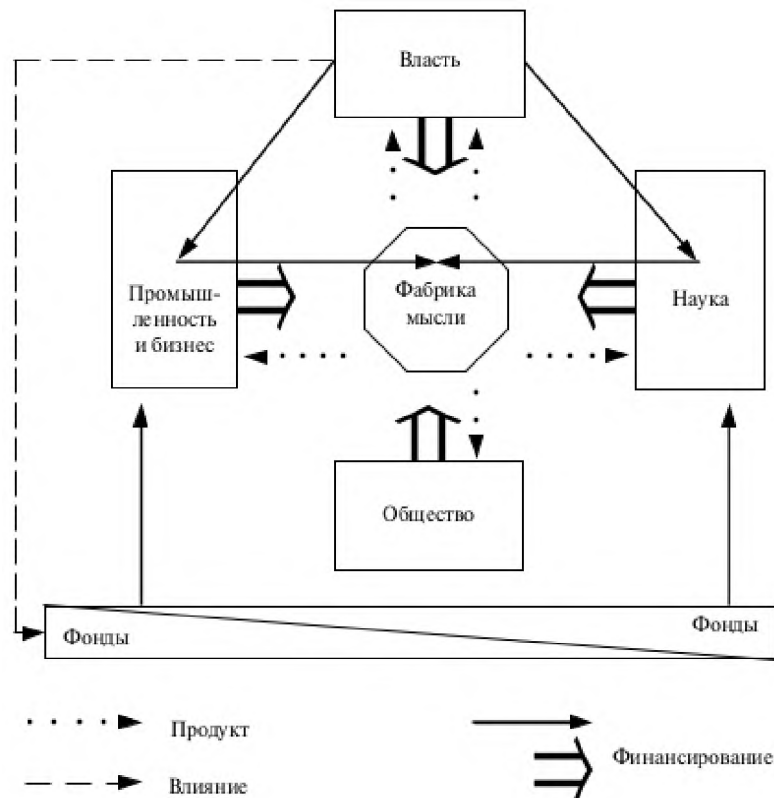 Власть
Промыш-
ленность
и бизнес
Фабрика
мысли
Наука
Общество
Фонды
Фонды
Продукт
Финансирование
Влияние